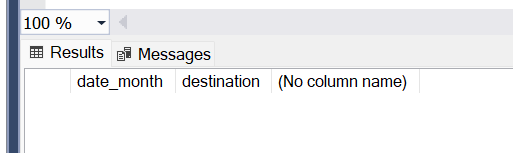 100 %
Results Messages
date_month destination (No column name)